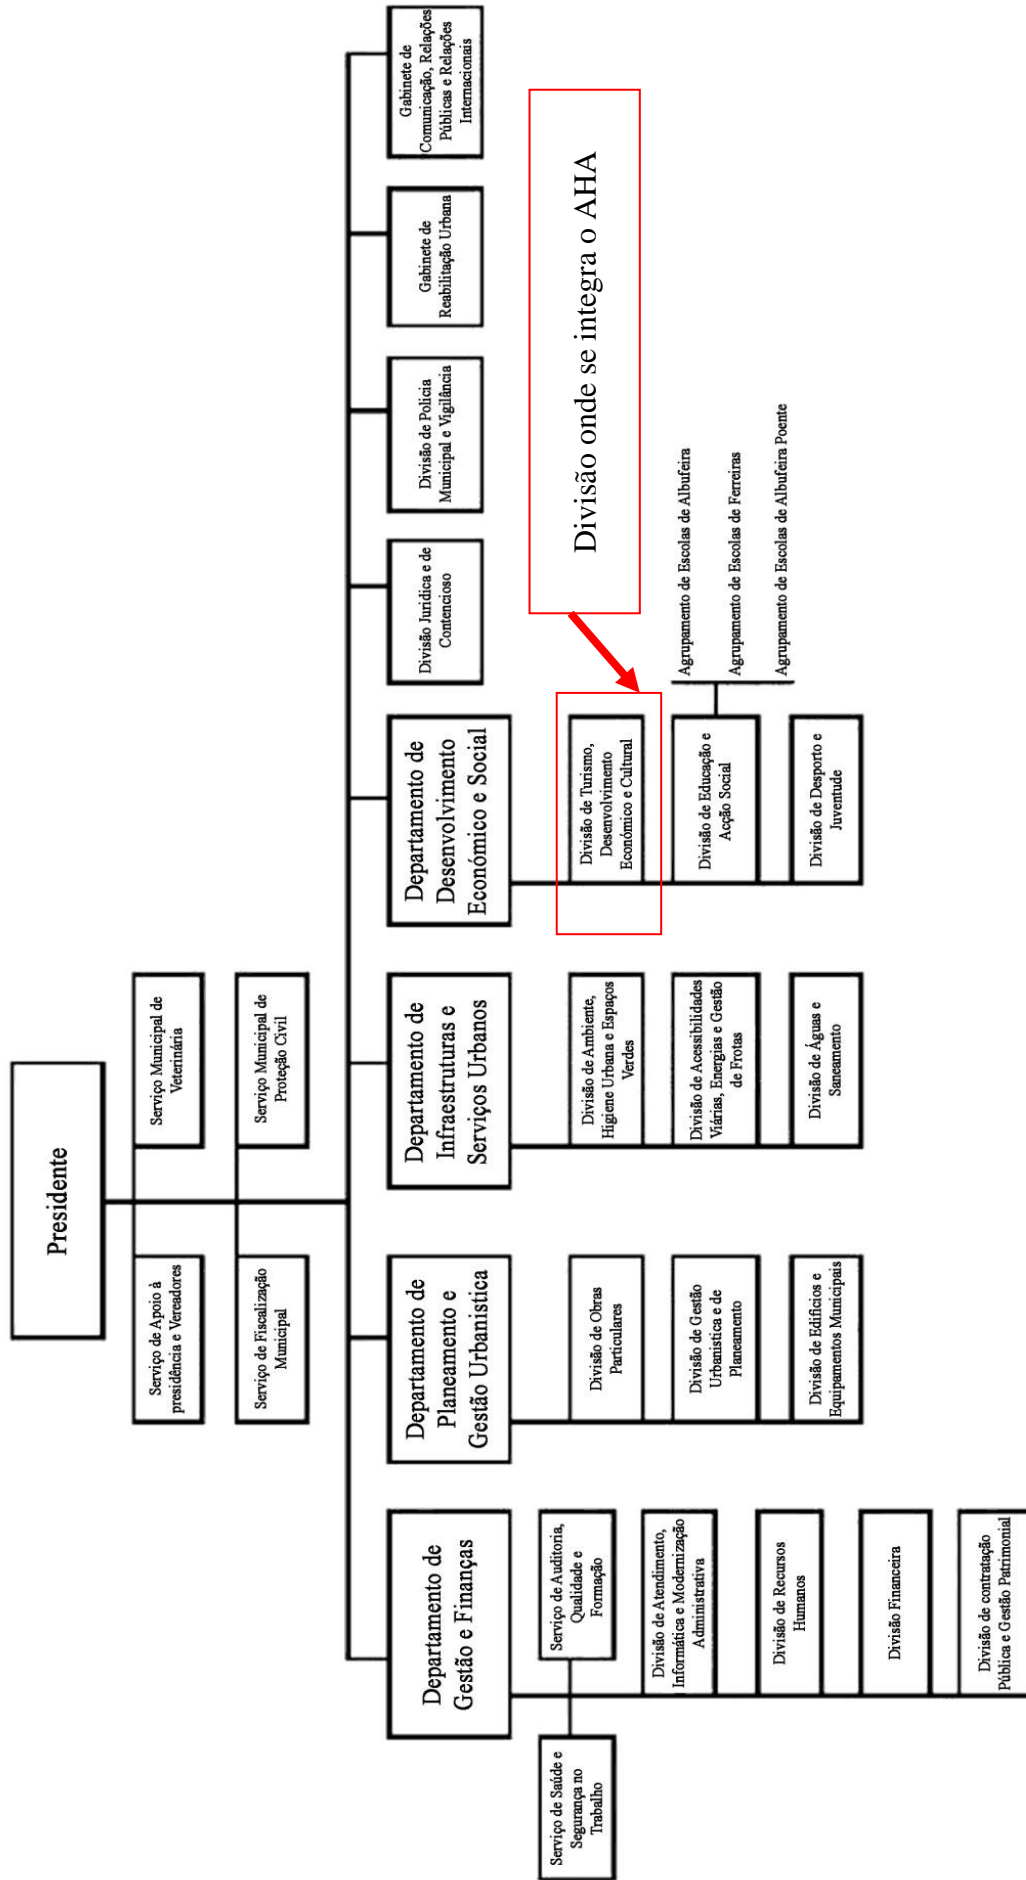 Presidente
Serviço de Apoio à
presidência e Vereadores
Serviço Municipal de
Veterinária
Serviço de Fiscalização
Municipal
Serviço Municipal de
Proteção Civil
Departamento de
Gestão e Finanças
Departamento de
Planeamento e
Gestão Urbanistica
Departamento de
Infraestruturas e
Serviços Urbanos
Departamento de
Desenvolvimento
Económico e Social
Divisão Juridica e de
Contencioso
Divisão de Policia
Municipal e Vigilância
Gabinete de
Reabilitação Urbana
Gabinete de
Comunicação, Relações
Públicas e Relações
Internacionais
Serviço de Saúde e
Segurança no
Trabalho
Serviço de Auditoria,
Qualidade e
Formação
Divisão de Atendimento,
Informática e Modernização
Administrativa
Divisão de Recursos
Humanos
Divisão Financeira
Divisão de contratação
Pública e Gestão Patrimonial
Divisão de Obras
Particulares
Divisão de Gestão
Urbanistica e de
Planeamento
Divisão de Edifícios e
Equipamentos Municipais
Divisão de Ambiente,
Higiene Urbana e Espaços
Verdes
Divisão de Acessibilidades
Viárias, Energias e Gestão
de Frotas
Divisão de Águas e
Saneamento
Divisão de Turismo,
Desenvolvimento
Económico e Cultural
Divisão de Educação e
Acção Social
Divisão de Desporto e
Juventude
Agrupamento de Escolas de Albufeira
Agrupamento de Escolas de Ferreiras
Agrupamento de Escolas de Albufeira Poente
Divisão onde se integra o AHA